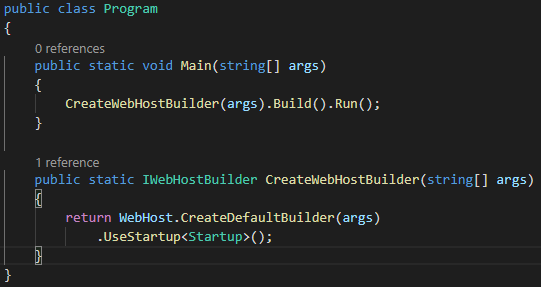 public class Program
{
0 references
public static void Main(string[] args)
{
CreateWebHostBuilder(args).Build().Run();
}
1 reference
public static IWebHostBuilder CreateWebHostBuilder(string[] args)
{
return WebHost.CreateDefaultBuilder(args)
.UseStartup<Startup>();
}
}